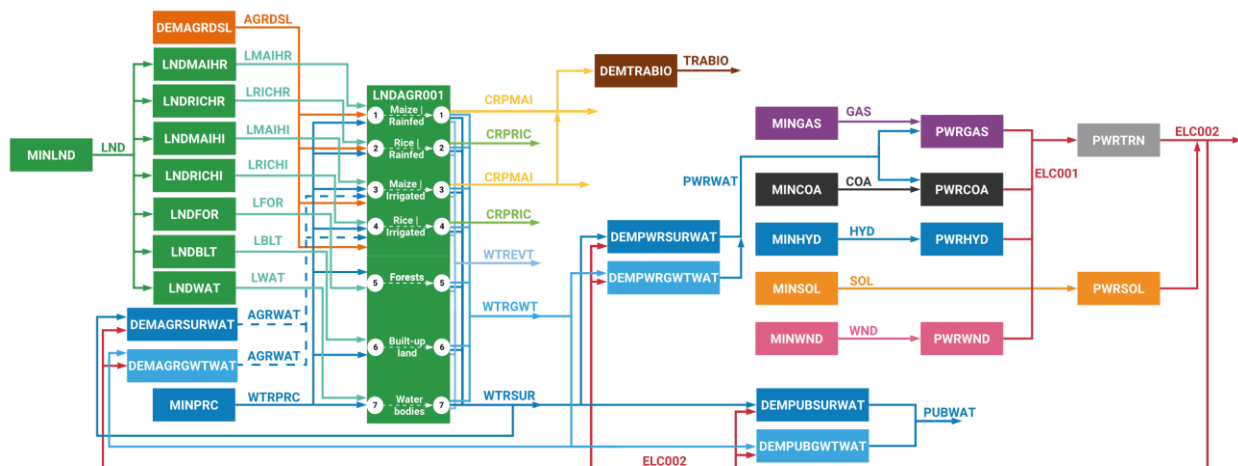 DEMAGRDSL
AGRDSL
LNDMAIHR
LMAIHR
LNDRICHR
LRICHR
LNDMAIHI
LMAIHI
LNDRICHI
LRICHI
LNDFOR
LFOR
LNDBLT
LBLT
LNDWAT
LWAT
MINLND
LND
DEMAGRSURWAT
AGRWAT
DEMAGRGWTWAT
AGRWAT
MINPRC
WTRPRC
LNDAGR001
1
Maize |
Rainfed
1
2
Rice |
Rainfed
2
3
Maize |
Irrigated
3
4
Rice |
Irrigated
4
5
Forests
5
6
Built-up
land
6
7
Water
bodies
7
CRPMAI
CRPRIC
CRPMAI
CRPRIC
WTREVT
WTRGWT
WTRSUR
DEMTRABIO
TRABIO
DEMPWRSURWAT
DEMPWRGWTWAT
PWRWAT
MINGAS
GAS
PWRGAS
MINCOA
COA
PWRCOA
MINHYD
HYD
PWRHYD
MINSOL
SOL
PWRSOL
MINWND
WND
PWRWND
ELC001
PWRTRN
ELC002
DEMPUBSURWAT
DEMPUBGWTWAT
PUBWAT
ELC002